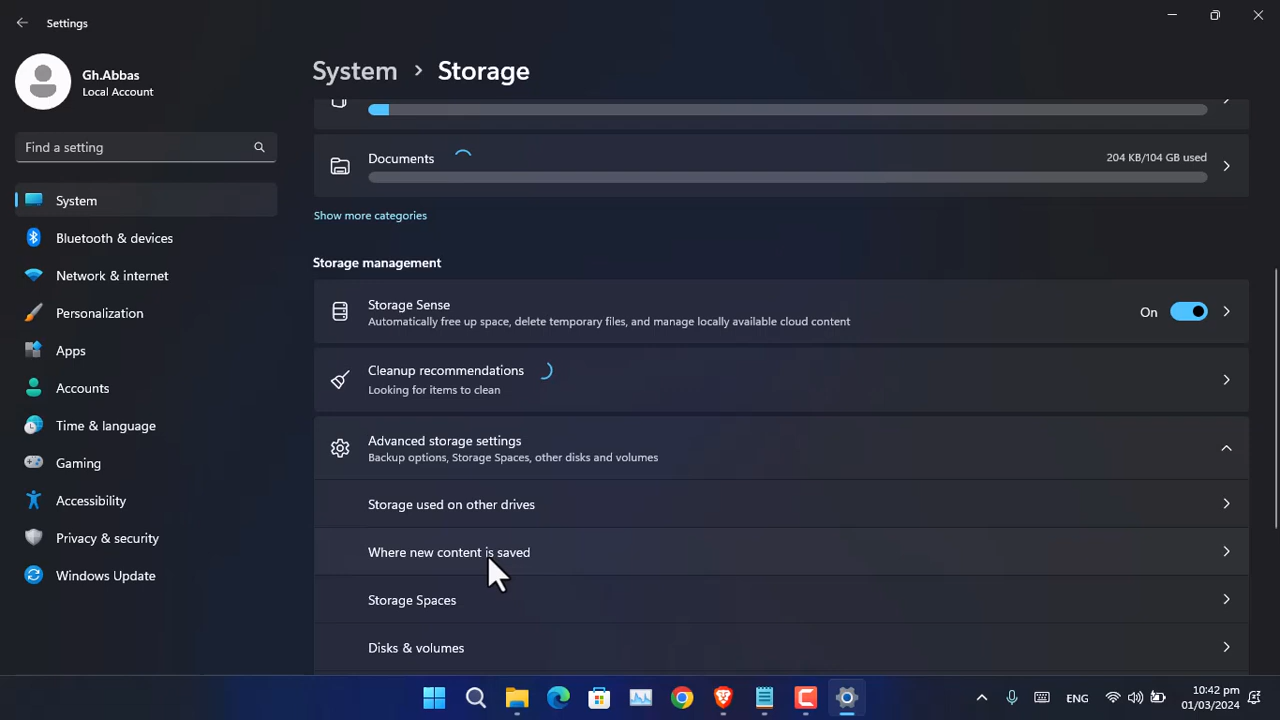 Settings
Gh.Abbas
Local Account
Find a setting
System
Bluetooth & devices
Network & internet
Personalization
Apps
Accounts
Time & language
Gaming
Accessibility
Privacy & security
Windows Update
System > Storage
Documents
204 KB/104 GB used
Show more categories
Storage management
Storage Sense
Automatically free up space, delete temporary files, and manage locally available cloud content
On
Cleanup recommendations
Looking for items to clean
Advanced storage settings
Backup options, Storage Spaces, other disks and volumes
Storage used on other drives
Where new content is saved
Storage Spaces
Disks & volumes
ENG
10:42 pm
01/03/2024